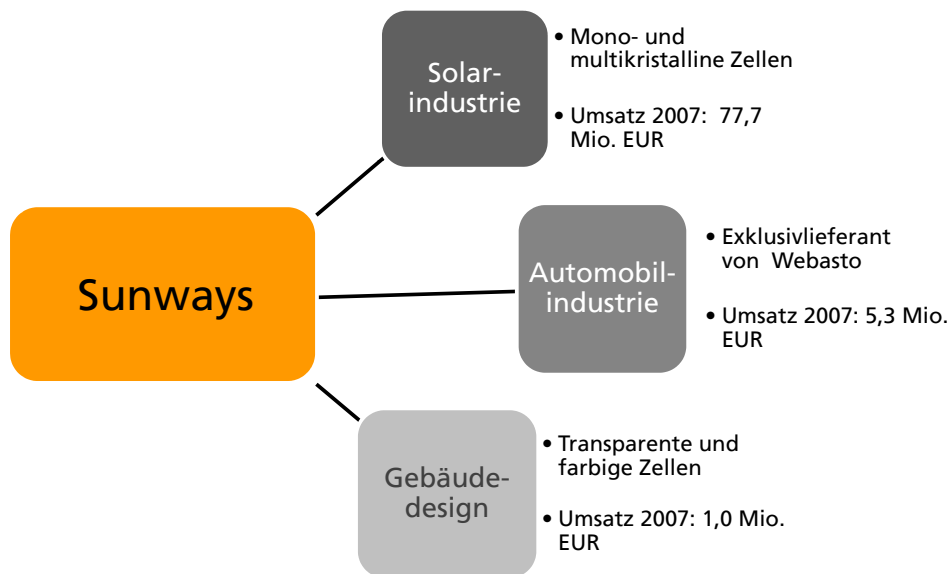 Sunways
Solar-
industrie
• Mono- und
multikristalline Zellen
• Umsatz 2007: 77,7
Mio. EUR
Automobil-
industrie
• Exklusivlieferant
von Webasto
• Umsatz 2007: 5,3 Mio.
EUR
Gebäude-
design
• Transparente und
farbige Zellen
• Umsatz 2007: 1,0 Mio.
EUR